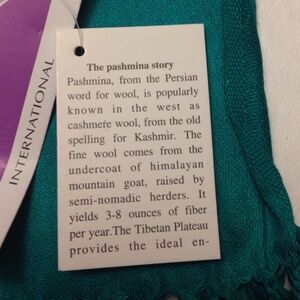 INTERNATIONAL
The pashmina story
Pashmina, from the Persian
word for wool, is popularly
known in the west as
cashmere wool, from the old
spelling for Kashmir. The
fine wool comes from the
undercoat of himalayan
mountain goat, raised by
semi-nomadic herders. It
yields 3-8 ounces of fiber
per year.The Tibetan Plateau
provides the ideal en-